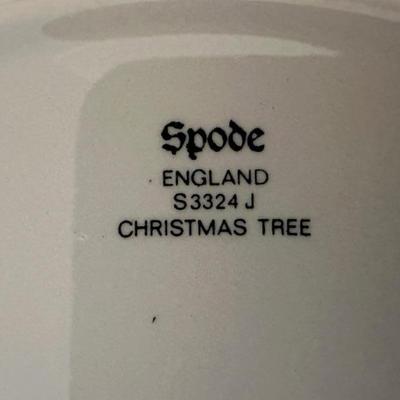 Spode
ENGLAND
S3324 J
CHRISTMAS TREE